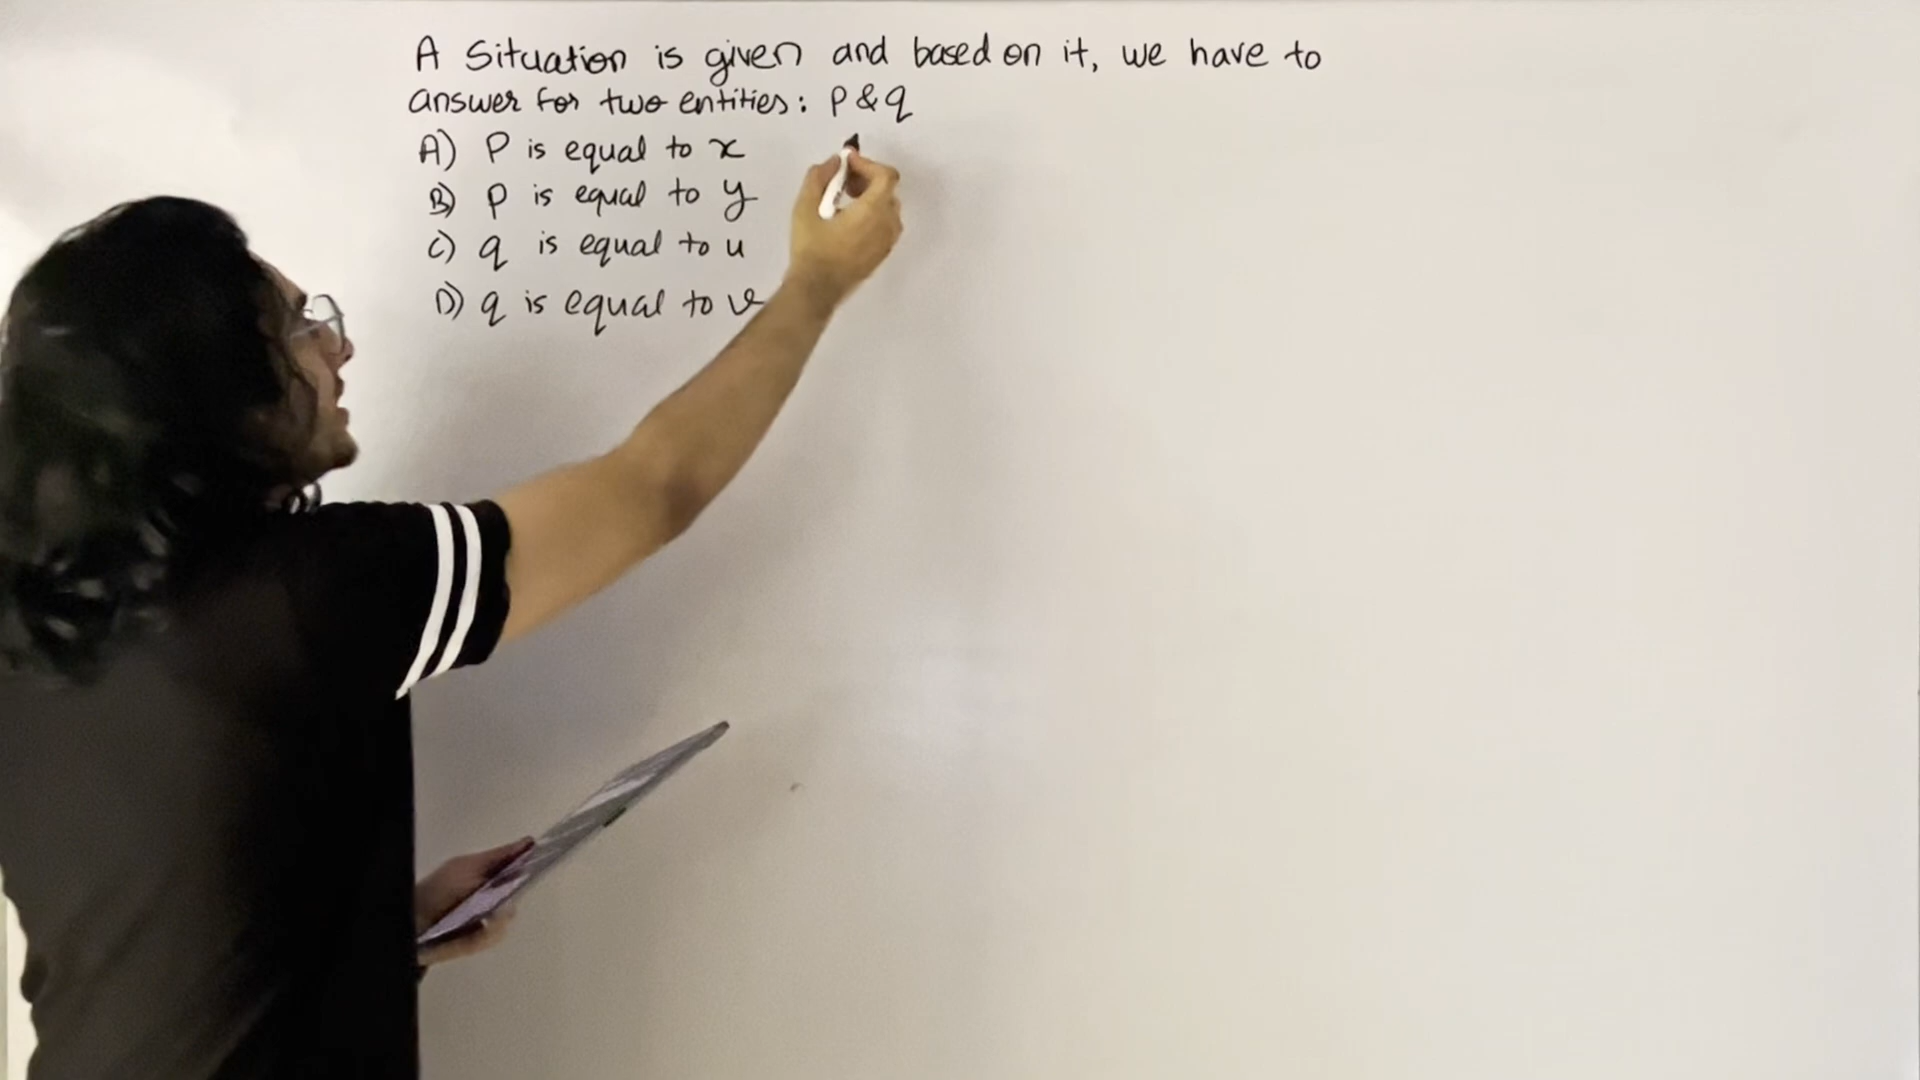 A Situation is given and based on it, we have to
answer for two entities: p & q
A) P is equal to x
B) p is equal to y
C) q is equal to u
D) q is equal to v